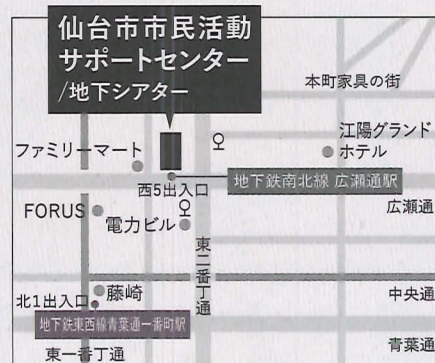 仙台市市民活動
サポートセンター
/地下シアター
本町家具の街
江陽グランド
ホテル
ファミリーマート
西5出入口
地下鉄南北線 広瀬通駅
広瀬通
FORUS
電力ビル
東二番丁通
中央通
藤崎
北1出入口
地下鉄東西線青葉通一番町駅
青葉通
東一番丁通